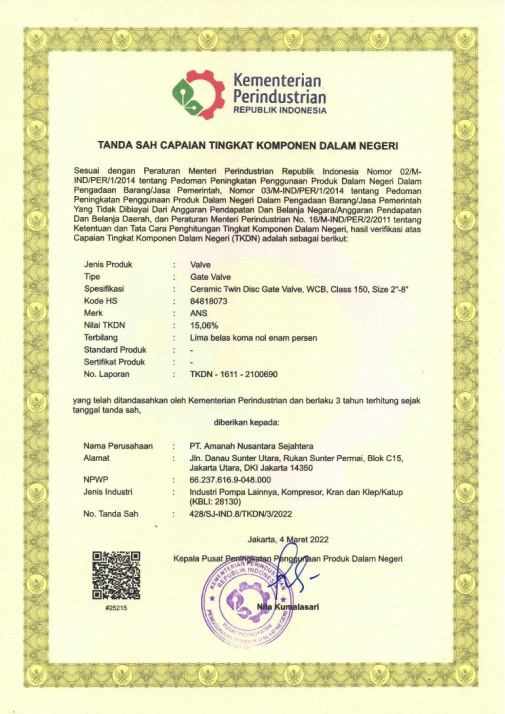 Kementerian
Perindustrian
REPUBLIK INDONESIA
TANDA SAH CAPAIAN TINGKAT KOMPONEN DALAM NEGERI
Sesuai dengan Peraturan Menteri Perindustrian Republik Indonesia Nomor 02/M-
IND/PER/1/2014 tentang Pedoman Peningkatan Penggunaan Produk Dalam Negeri Dalam
Pengadaan Barang/Jasa Pemerintah, Nomor 03/M-IND/PER/1/2014 tentang Pedoman
Peningkatan Penggunaan Produk Dalam Negeri Dalam Pengadaan Barang/Jasa Pemerintah
Yang Tidak Dibiayai Dari Anggaran Pendapatan Dan Belanja Negara/Anggaran Pendapatan
Dan Belanja Daerah, dan Peraturan Menteri Perindustrian No. 16/M-IND/PER/2/2011 tentang
Ketentuan dan Tata Cara Penghitungan Tingkat Komponen Dalam Negeri, hasil verifikasi atas
Capaian Tingkat Komponen Dalam Negeri (TKDN) adalah sebagai berikut:
Jenis Produk : Valve
Tipe : Gate Valve
Spesifikasi : Ceramic Twin Disc Gate Valve, WCB, Class 150, Size 2"-8"
Kode HS : 84818073
Merk : ANS
Nilai TKDN : 15,06%
Terbilang : Lima belas koma nol enam persen
Standard Produk : -
Sertifikat Produk : -
No. Laporan : TKDN - 1611 - 2100690
yang telah ditandasahkan oleh Kementerian Perindustrian dan berlaku 3 tahun terhitung sejak
tanggal tanda sah,
diberikan kepada:
Nama Perusahaan : PT. Amanah Nusantara Sejahtera
Alamat : Jln. Danau Sunter Utara, Rukan Sunter Permai, Blok C15,
Jakarta Utara, DKI Jakarta 14350
NPWP : 66.237.616.9-048.000
Jenis Industri : Industri Pompa Lainnya, Kompresor, Kran dan Klep/Katup
(KBLI: 28130)
No. Tanda Sah : 428/SJ-IND.8/TKDN/3/2022
Jakarta, 4 Maret 2022
Kepala Pusat Peningkatan Penggunaan Produk Dalam Negeri
KEMENTERIAN PERINDUSTRIAN
REPUBLIK INDONESIA
PUSAT PENINGKATAN
PENGGUNAAN PRODUK DALAM NEGERI
Nila Kumalasari
#25215